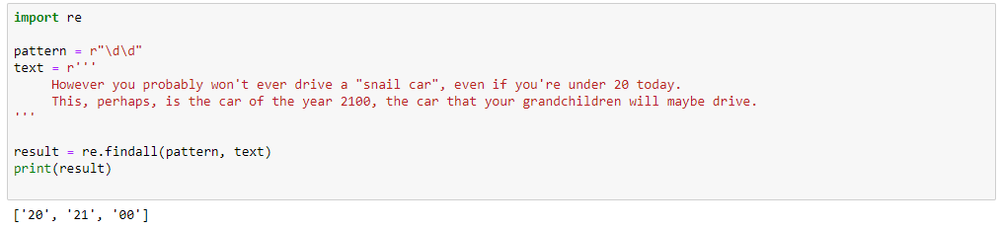 import re
pattern = r"\d\d"
text = r'''
     However you probably won't ever drive a "snail car", even if you're under 20 today.
     This, perhaps, is the car of the year 2100, the car that your grandchildren will maybe drive.
'''
result = re.findall(pattern, text)
print(result)
['20', '21', '00']